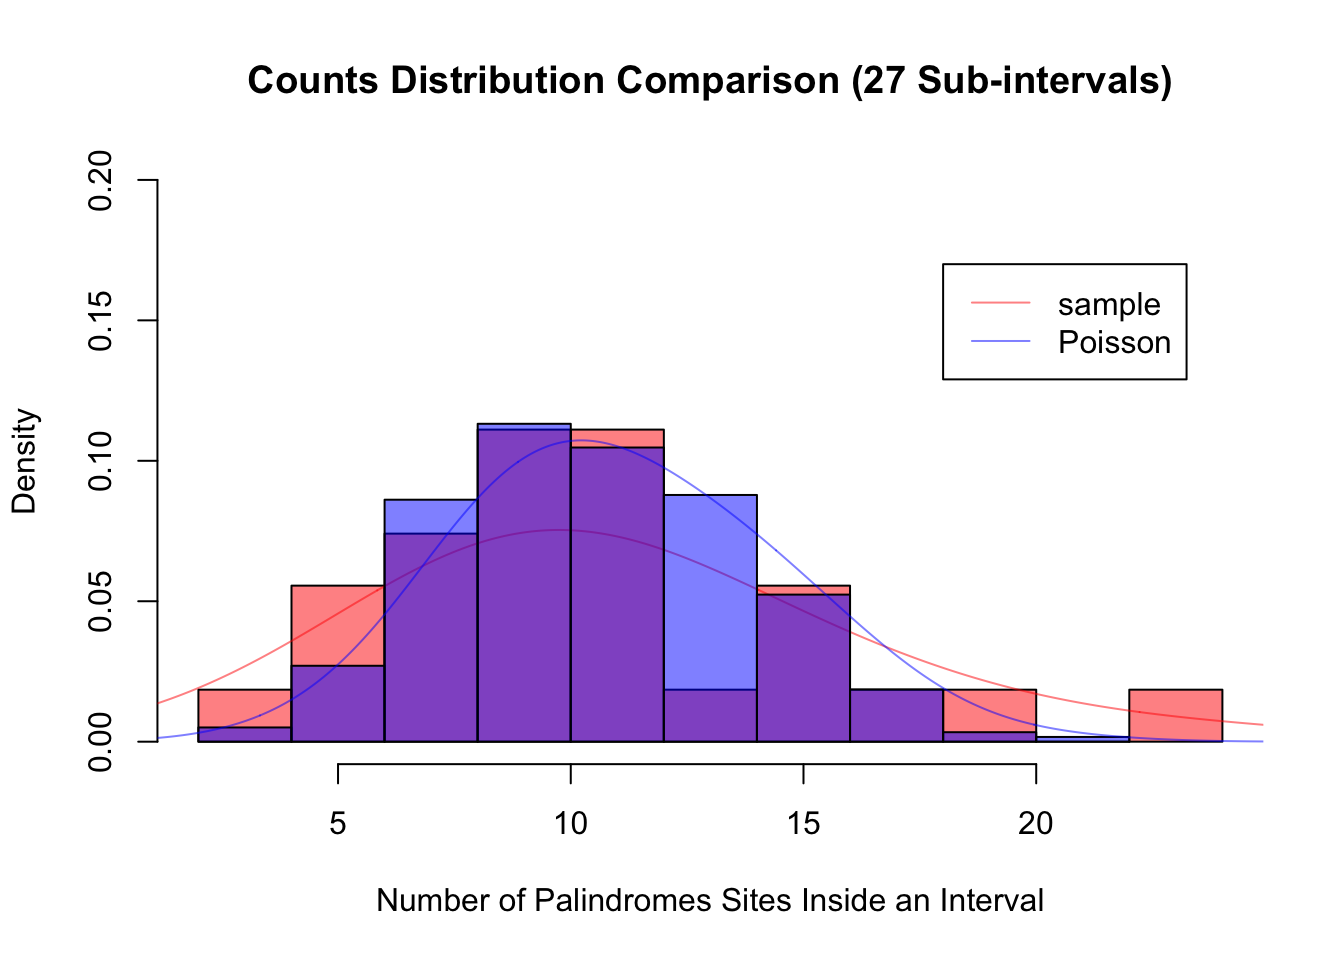 Counts Distribution Comparison (27 Sub-intervals)
0.20
0.15
0.10
0.05
0.00
Density
sample
Poisson
5 10 15 20
Number of Palindromes Sites Inside an Interval